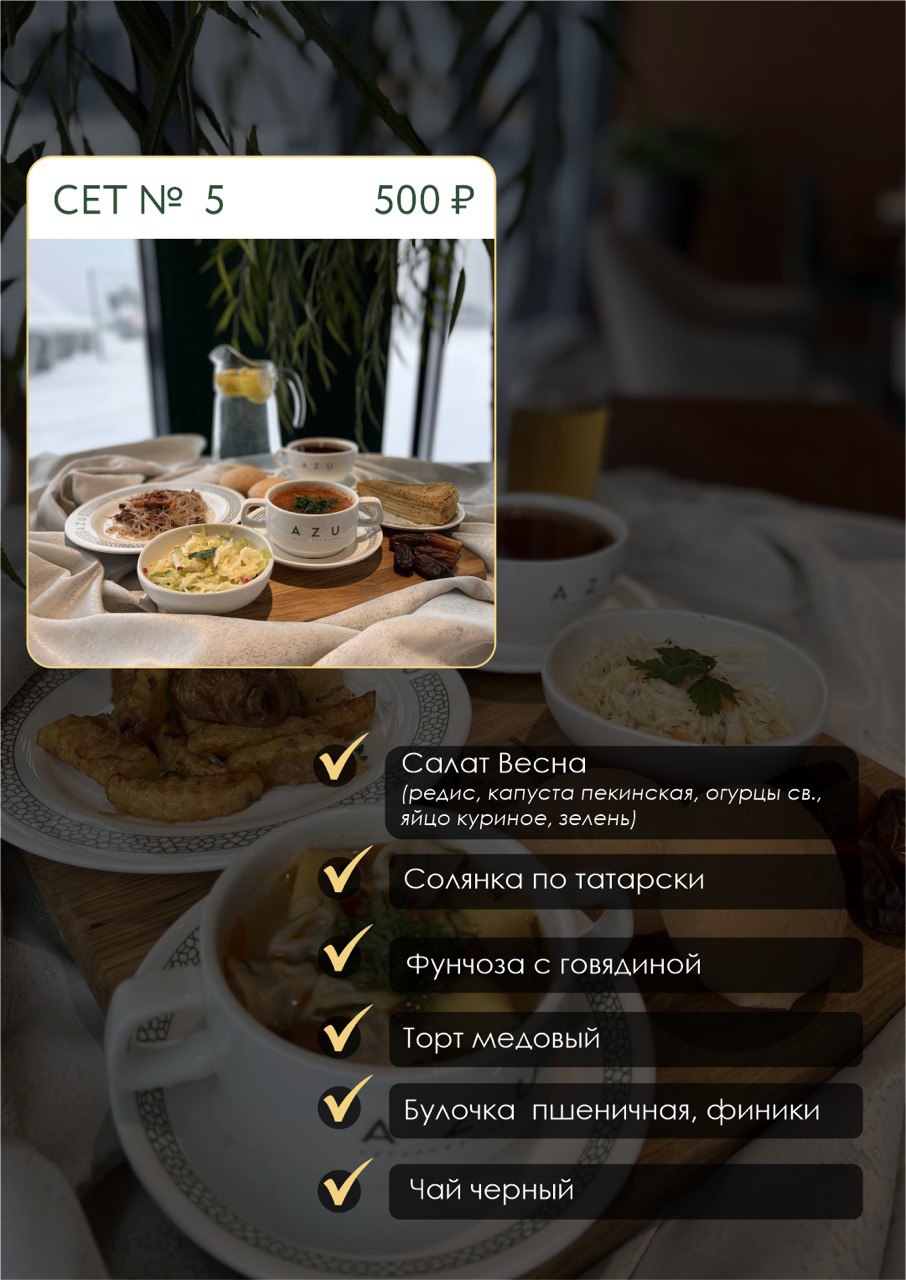 СЕТ № 5 500 ₽
AZU
AZU
AZU
Салат Весна
(редис, капуста пекинская, огурцы св.,
яйцо куриное, зелень)
Солянка по татарски
Фунчоза с говядиной
Торт медовый
Булочка пшеничная, финики
Чай черный